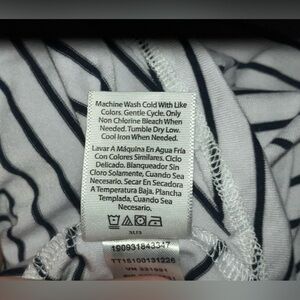 Machine Wash Cold With Like
Colors. Gentle Cycle. Only
Non Chlorine Bleach When
Needed. Tumble Dry Low.
Cool Iron When Needed.
Lavar A Máquina En Agua Fría
Con Colores Similares. Ciclo
Delicado. Blanqueador Sin
Cloro Solamente, Cuando Sea
Necesario. Secar En Secadora
A Temperatura Baja. Plancha
Templada, Cuando Sea
Necesario.
190931843347
TT15100131226